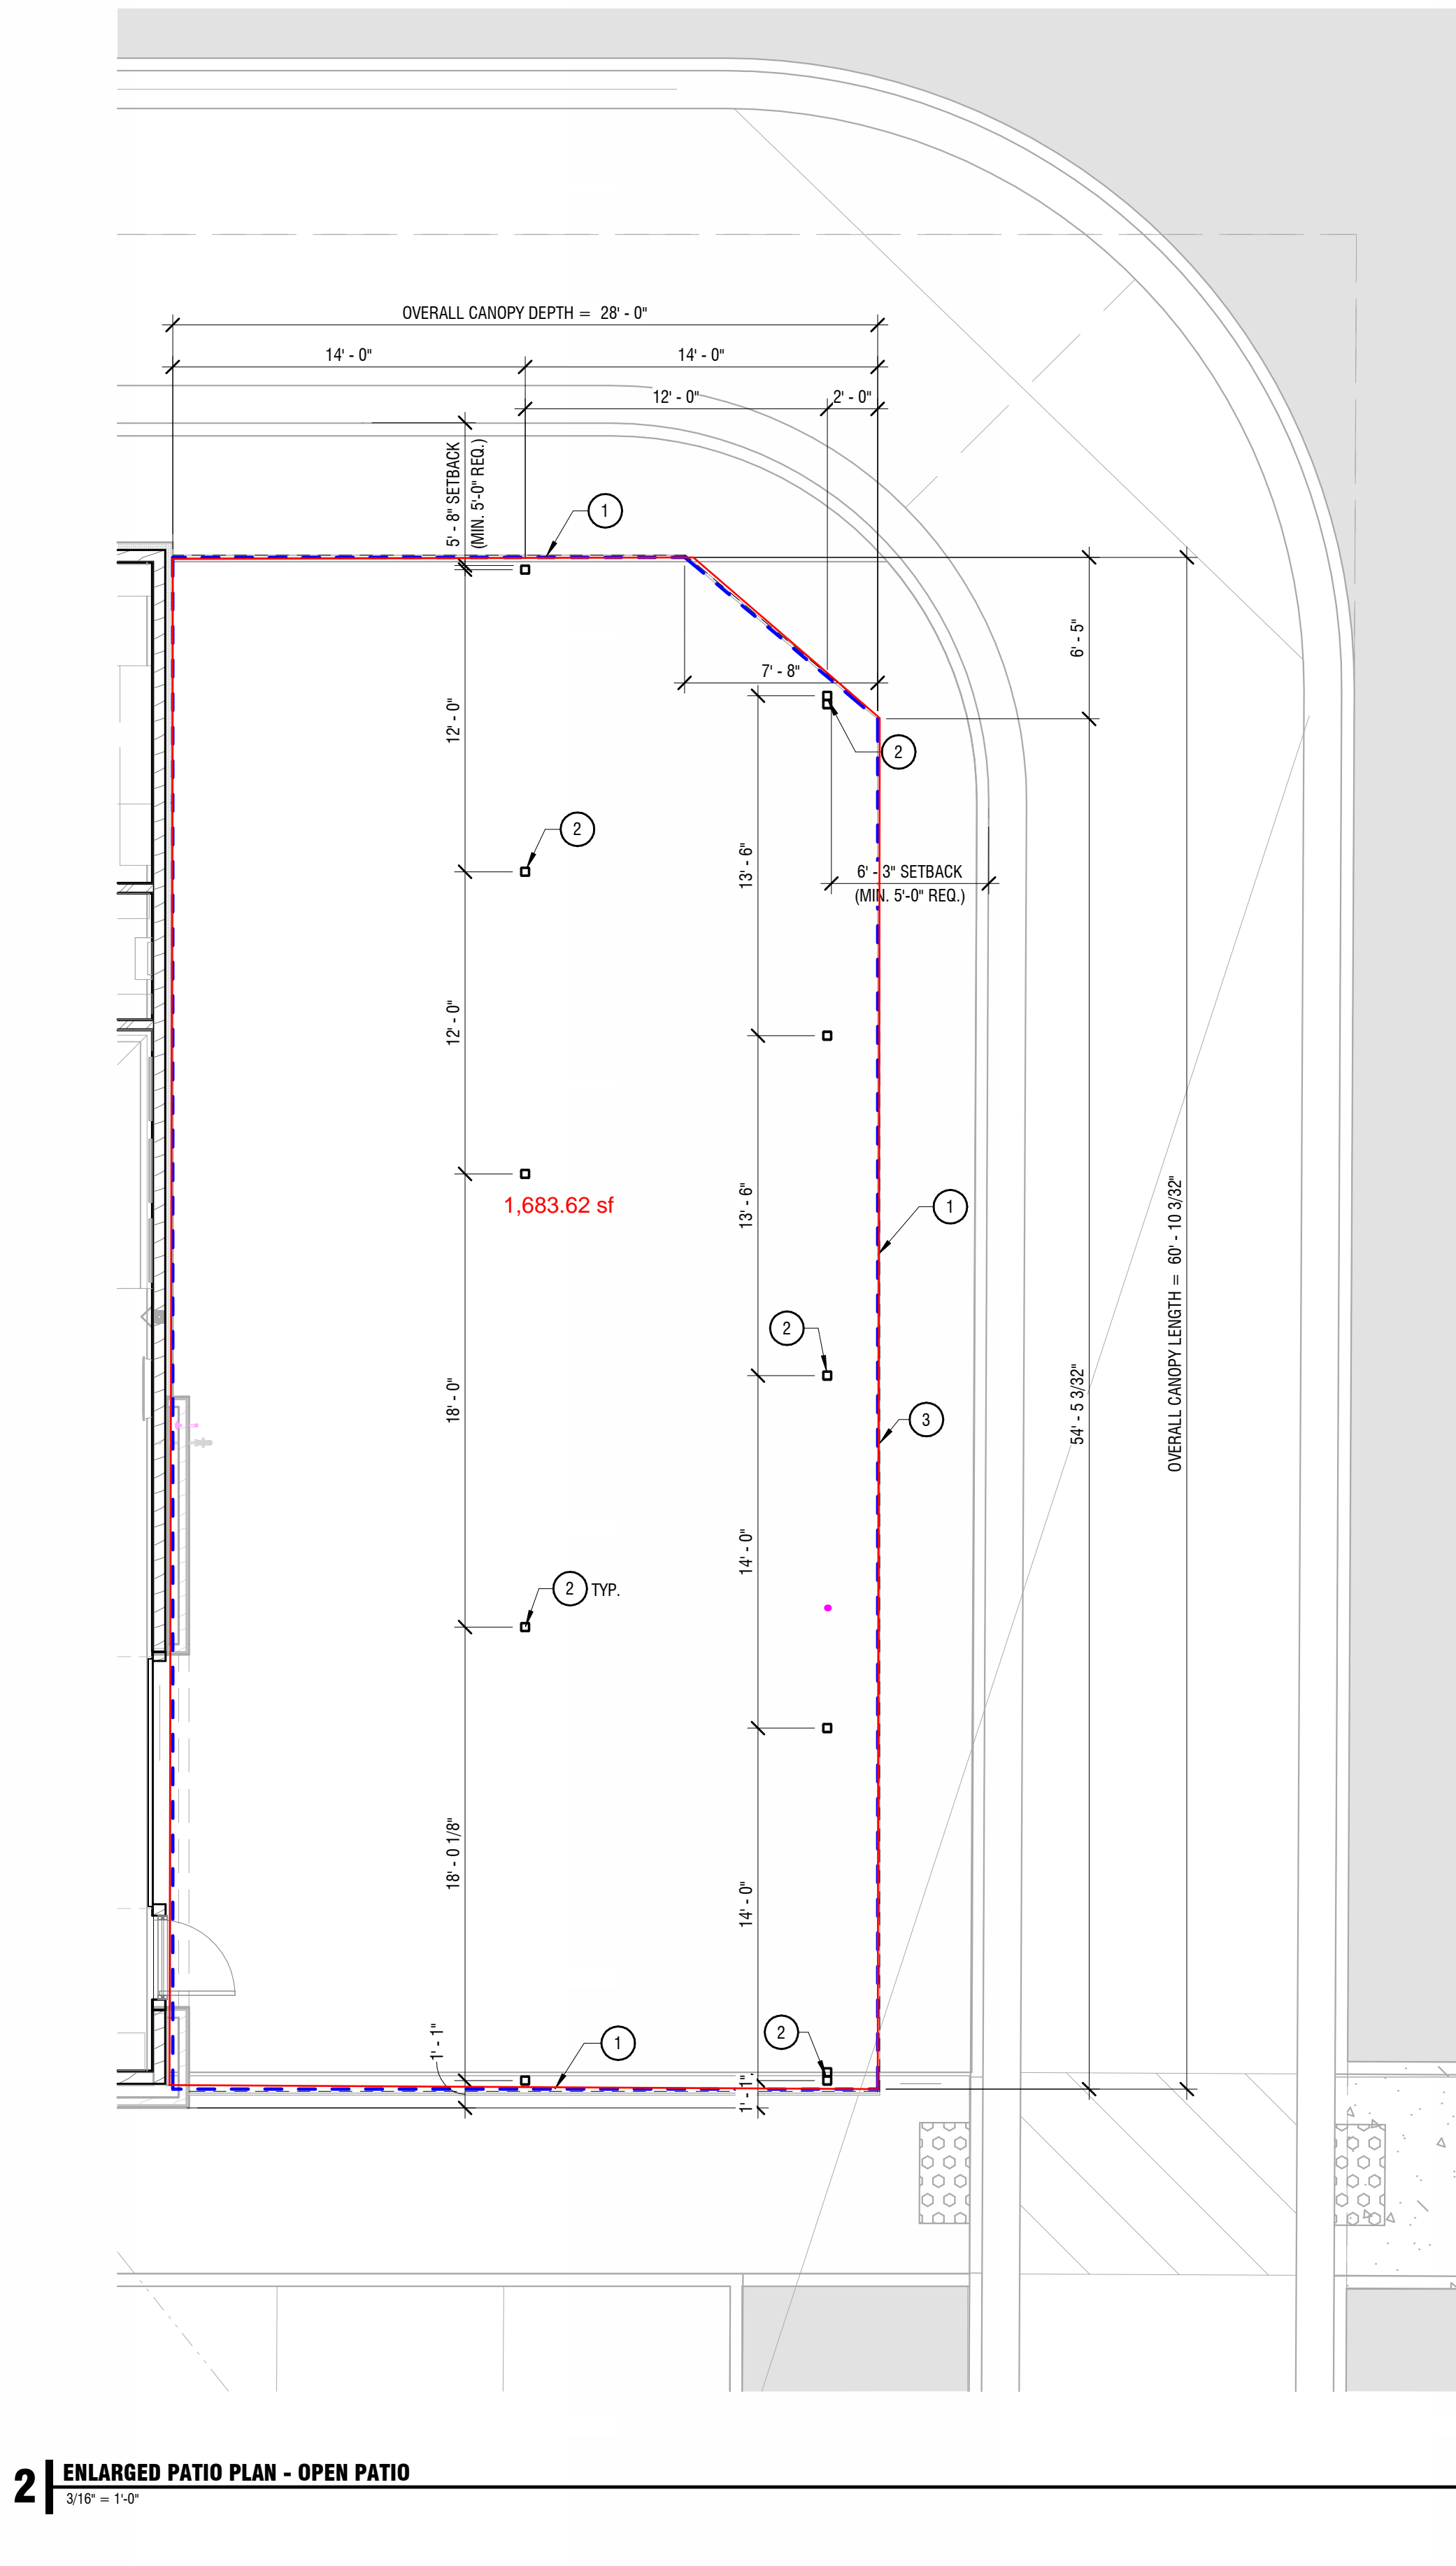 OVERALL CANOPY DEPTH = 28' - 0"
14' - 0"
14' - 0"
12' - 0"
2' - 0"
5' - 8" SETBACK
(MIN. 5'-0" REQ.)
1
6' - 5"
7' - 8"
12' - 0"
2
2
13' - 6"
6' - 3" SETBACK
(MIN. 5'-0" REQ.)
12' - 0"
1,683.62 sf
13' - 6"
1
OVERALL CANOPY LENGTH = 60' - 10 3/32"
2
18' - 0"
54' - 5 3/32"
3
14' - 0"
2
TYP.
18' - 0 1/8"
14' - 0"
1' - 1"
1
2
1' - 1"
2
ENLARGED PATIO PLAN - OPEN PATIO
3/16" = 1'-0"